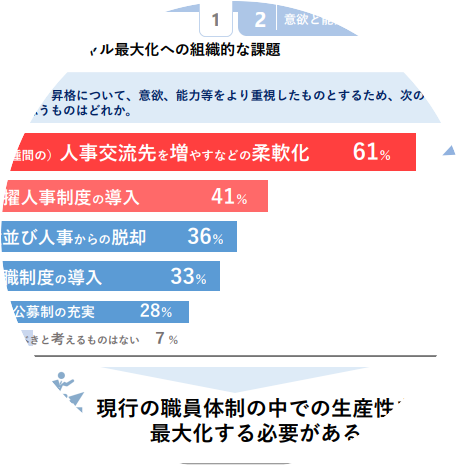 1 2 意欲と能
ル最大化への組織的な課題
昇格について、意欲、能力等をより重視したものとするため、次の
うものはどれか。
種間の）人事交流先を増やすなどの柔軟化 61%
擢人事制度の導入 41%
並び人事からの脱却 36%
職制度の導入 33%
公募制の充実 28%
きと考えるものはない 7%
現行の職員体制の中での生産性
最大化する必要がある